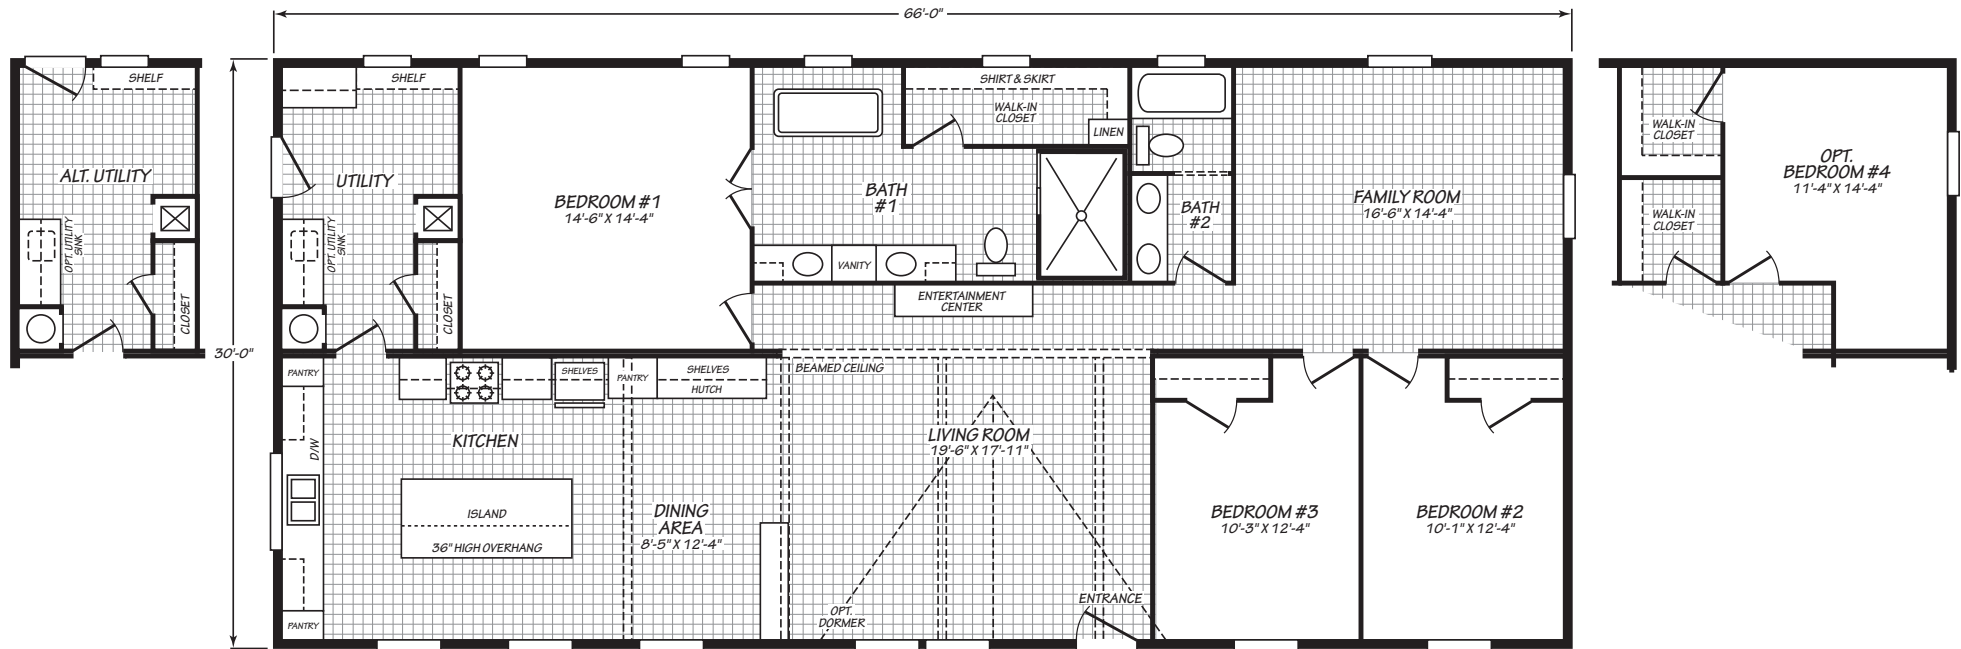 66'-0"
SHELF
ALT. UTILITY
OPT. UTILITY
SINK
CLOSET
30'-0"
SHELF
UTILITY
OPT. UTILITY
SINK
CLOSET
BEDROOM #1
14'-6" X 14'-4"
BATH
#1
VANITY
SHIRT & SKIRT
WALK-IN
CLOSET
LINEN
BATH
#2
ENTERTAINMENT
CENTER
FAMILY ROOM
16'-6" X 14'-4"
WALK-IN
CLOSET
WALK-IN
CLOSET
OPT.
BEDROOM #4
11'-4" X 14'-4"
PANTRY
SHELVES
PANTRY
SHELVES
HUTCH
BEAMED CEILING
KITCHEN
D/W
ISLAND
36" HIGH OVERHANG
PANTRY
DINING
AREA
8'-5" X 12'-4"
LIVING ROOM
19'-6" X 17'-11"
OPT.
DORMER
ENTRANCE
BEDROOM #3
10'-3" X 12'-4"
BEDROOM #2
10'-1" X 12'-4"